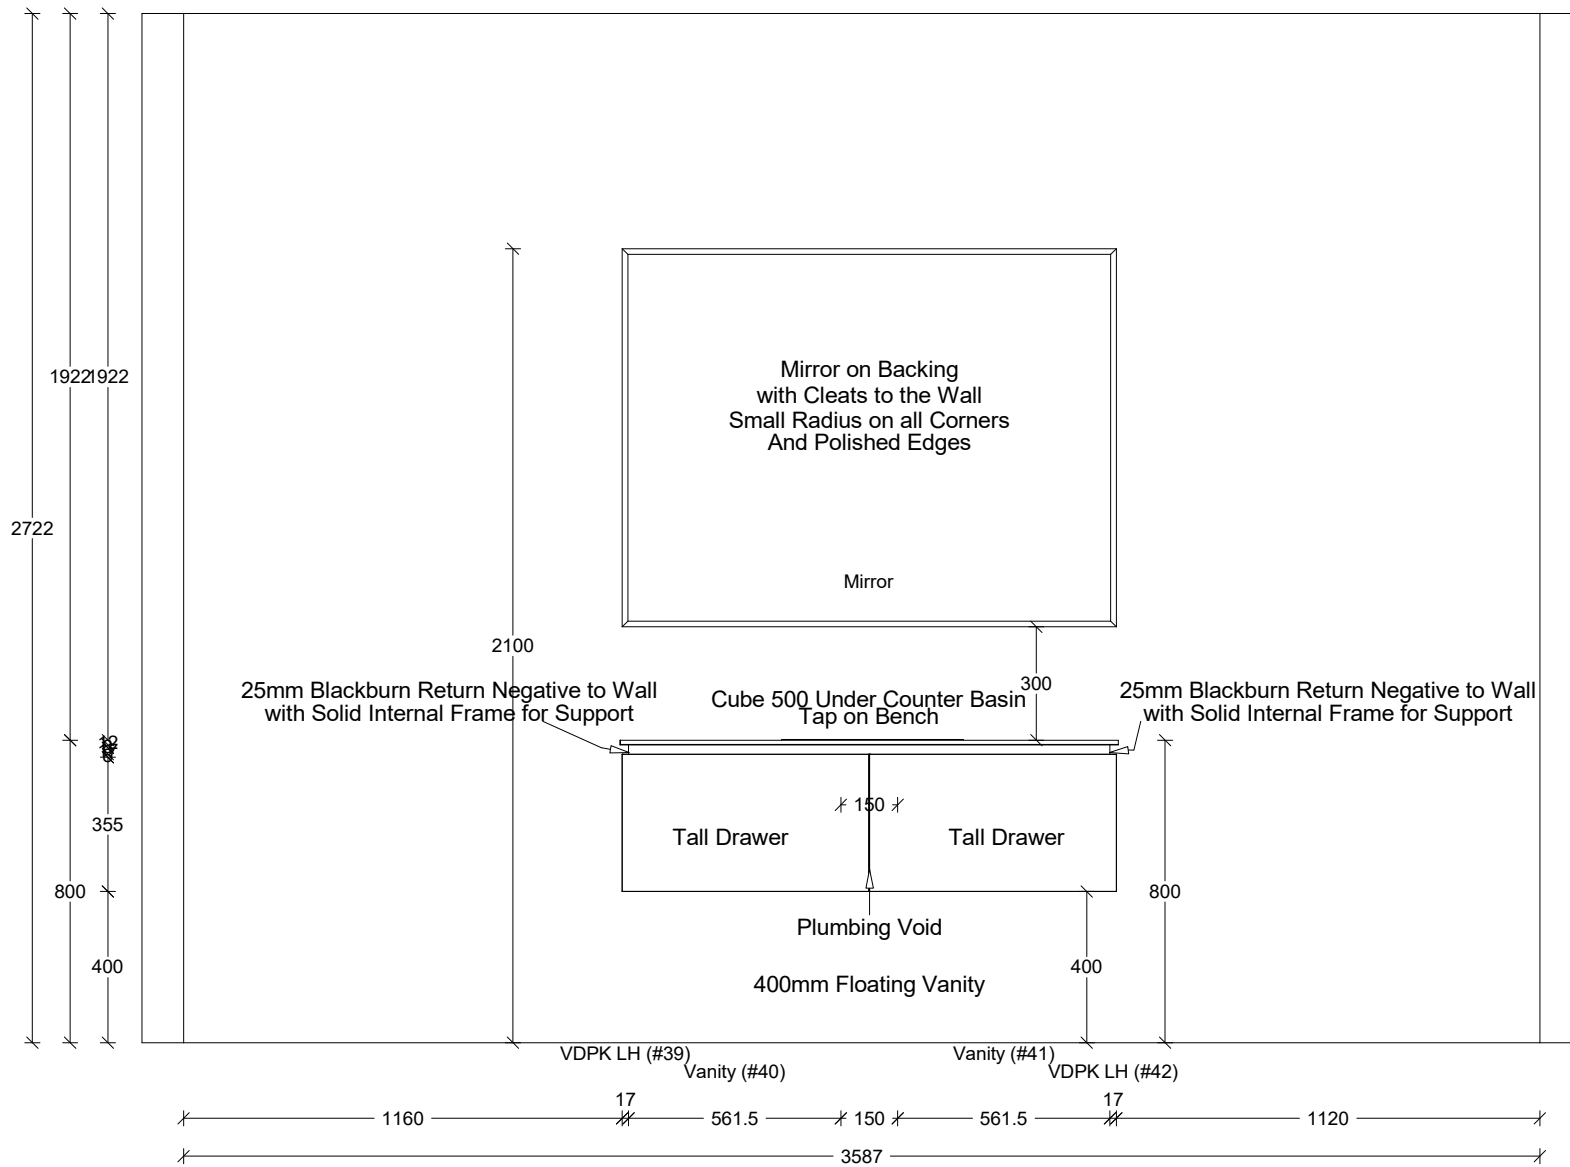 1922
1922
Mirror on Backing
with Cleats to the Wall
Small Radius on all Corners
And Polished Edges
2722
Mirror
2100
300
25mm Blackburn Return Negative to Wall
with Solid Internal Frame for Support
Cube 500 Under Counter Basin
Tap on Bench
25mm Blackburn Return Negative to Wall
with Solid Internal Frame for Support
12
150
355
Tall Drawer
Tall Drawer
800
800
Plumbing Void
400
400
400mm Floating Vanity
VDPK LH (#39)
Vanity (#41)
Vanity (#40)
VDPK LH (#42)
17
17
1160
561.5
150
561.5
1120
3587